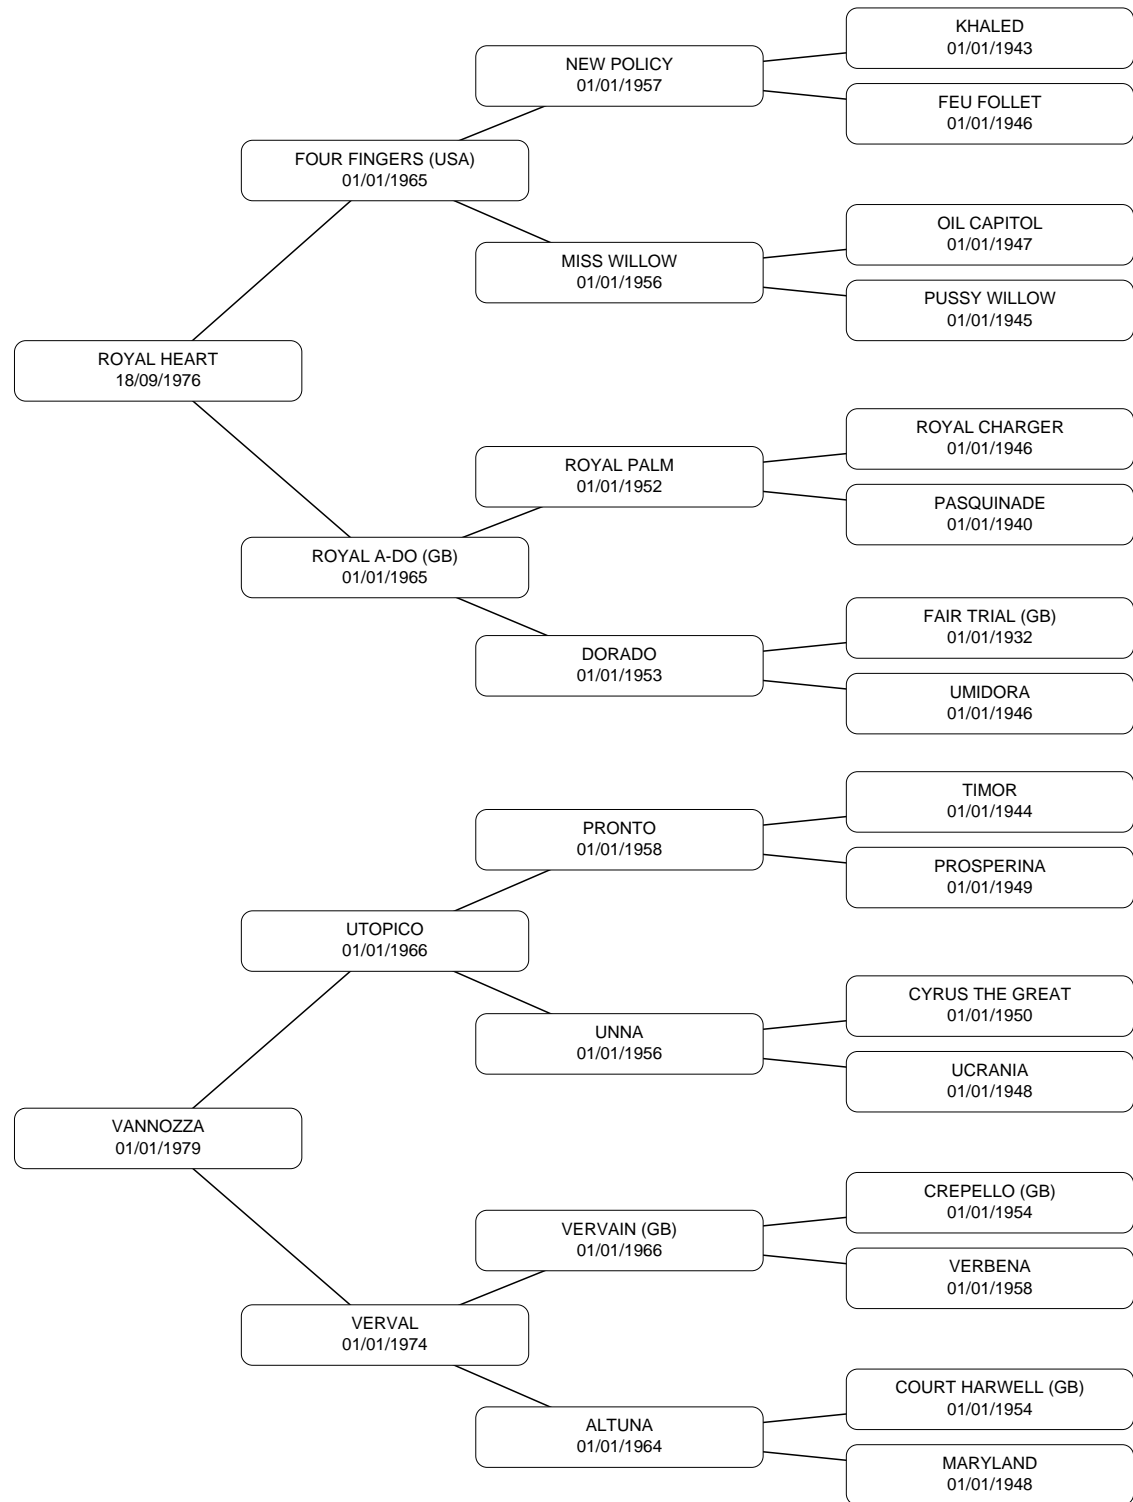 KHALED
01/01/1943
NEW POLICY
01/01/1957
FEU FOLLET
01/01/1946
FOUR FINGERS (USA)
01/01/1965
OIL CAPITOL
01/01/1947
MISS WILLOW
01/01/1956
PUSSY WILLOW
01/01/1945
ROYAL HEART
18/09/1976
ROYAL CHARGER
01/01/1946
ROYAL PALM
01/01/1952
PASQUINADE
01/01/1940
ROYAL A-DO (GB)
01/01/1965
FAIR TRIAL (GB)
01/01/1932
DORADO
01/01/1953
UMIDORA
01/01/1946
TIMOR
01/01/1944
PRONTO
01/01/1958
PROSPERINA
01/01/1949
UTOPICO
01/01/1966
CYRUS THE GREAT
01/01/1950
UNNA
01/01/1956
UCRANIA
01/01/1948
VANNOZZA
01/01/1979
CREPELLO (GB)
01/01/1954
VERVAIN (GB)
01/01/1966
VERBENA
01/01/1958
VERVAL
01/01/1974
COURT HARWELL (GB)
01/01/1954
ALTUNA
01/01/1964
MARYLAND
01/01/1948